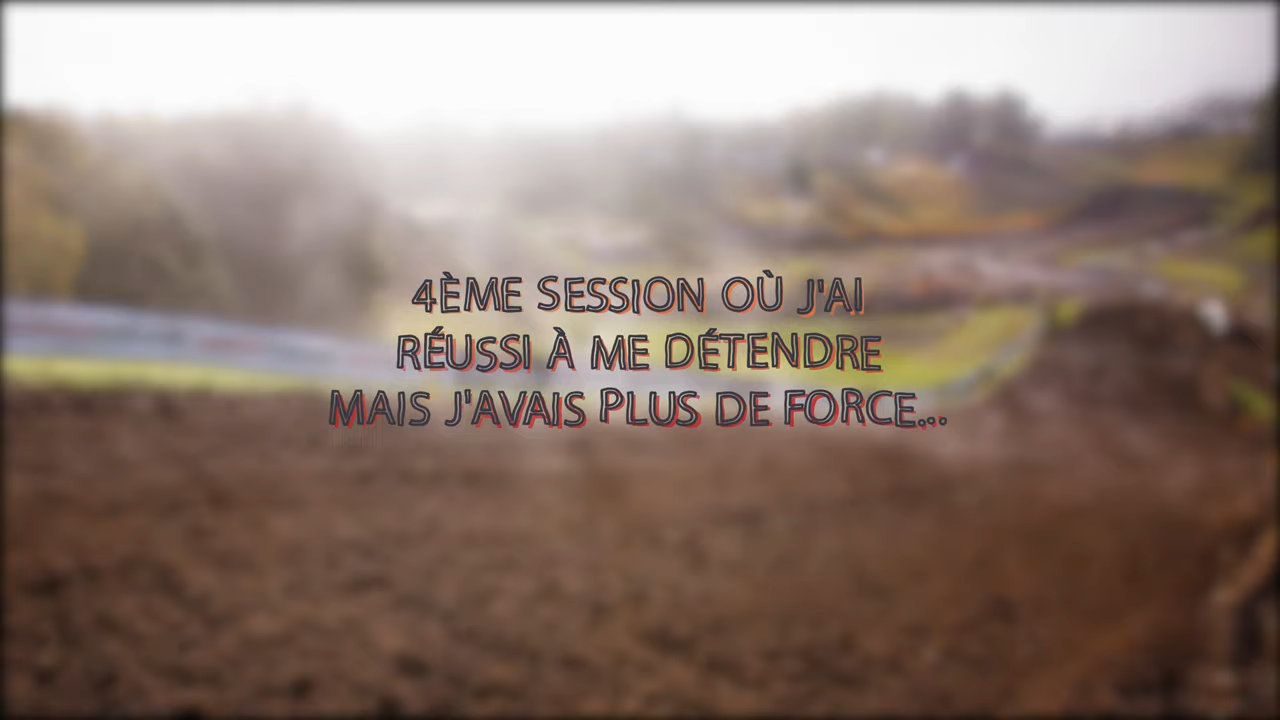 4ÈME SESSION OÙ J'AI
RÉUSSI À ME DÉTENDRE
MAIS J'AVAIS PLUS DE FORCE...